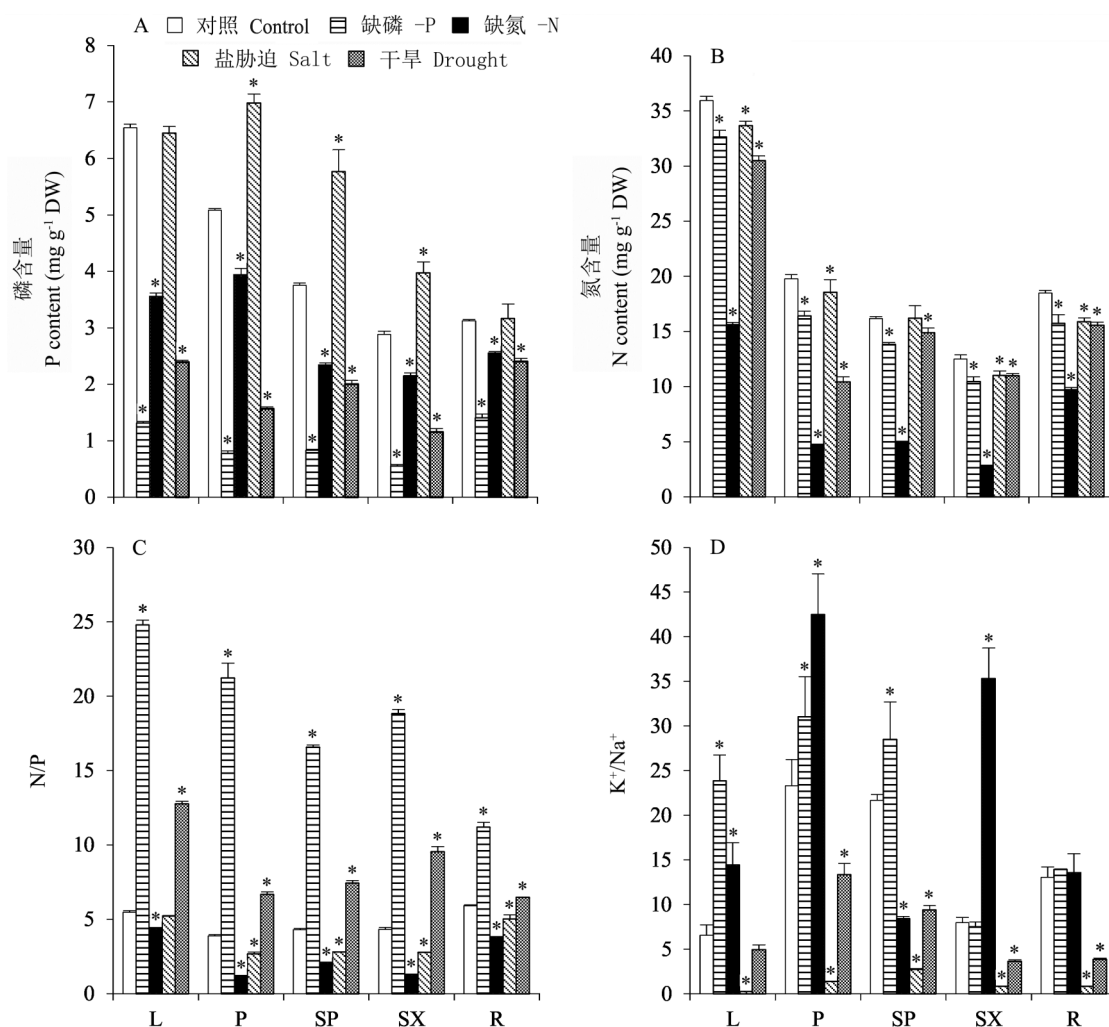 A 对照 Control 缺磷 -P 缺氮 -N
盐胁迫 Salt 干旱 Drought
8
7
6
5
4
3
2
1
0
磷含量
P content (mg g⁻¹ DW)
* * * * * * * * * * * * * * * * * *
B
40
35
30
25
20
15
10
5
0
氮含量
N content (mg g⁻¹ DW)
* * * * * * * * * * * * * * * * * * *
C
30
25
20
15
10
5
0
N/P
* * * * * * * * * * * * * * * * * * *
L P SP SX R
D
50
45
40
35
30
25
20
15
10
5
0
K⁺/Na⁺
* * * * * * * * * * * * * * * *
L P SP SX R